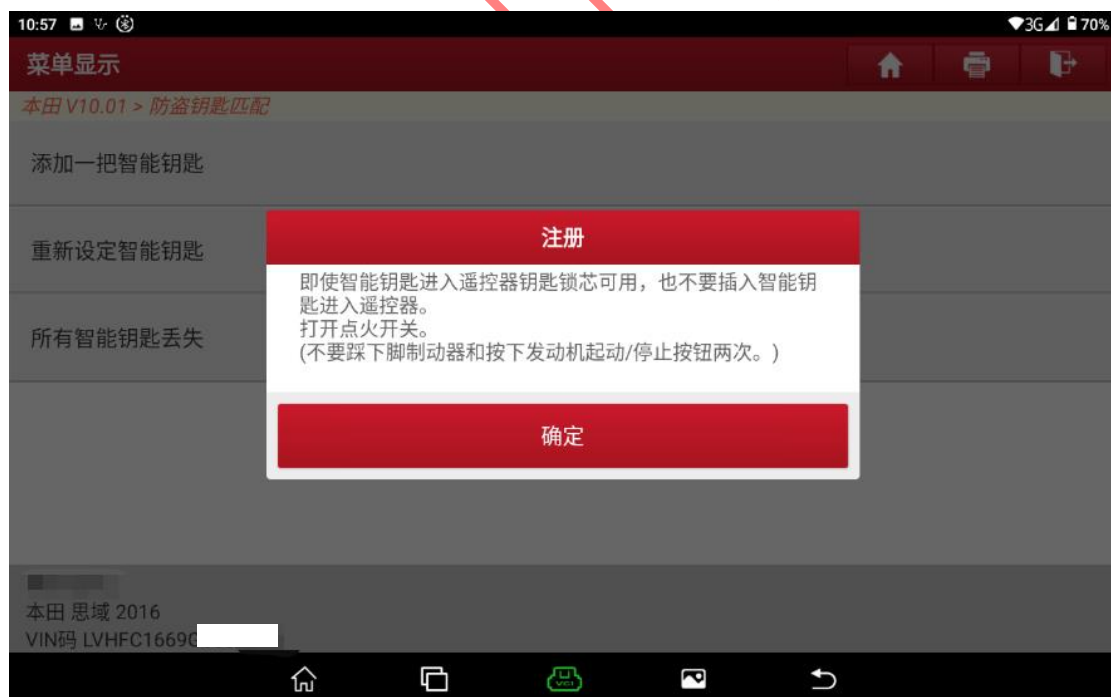 10:57
3G 70%
菜单显示
本田 V10.01 > 防盗钥匙匹配
添加一把智能钥匙
重新设定智能钥匙
所有智能钥匙丢失
注册
即使智能钥匙进入遥控器钥匙锁芯可用，也不要插入智能钥
匙进入遥控器。
打开点火开关。
(不要踩下脚制动器和按下发动机起动/停止按钮两次。)
确定
本田 思域 2016
VIN码 LVHFC1669G
VCI